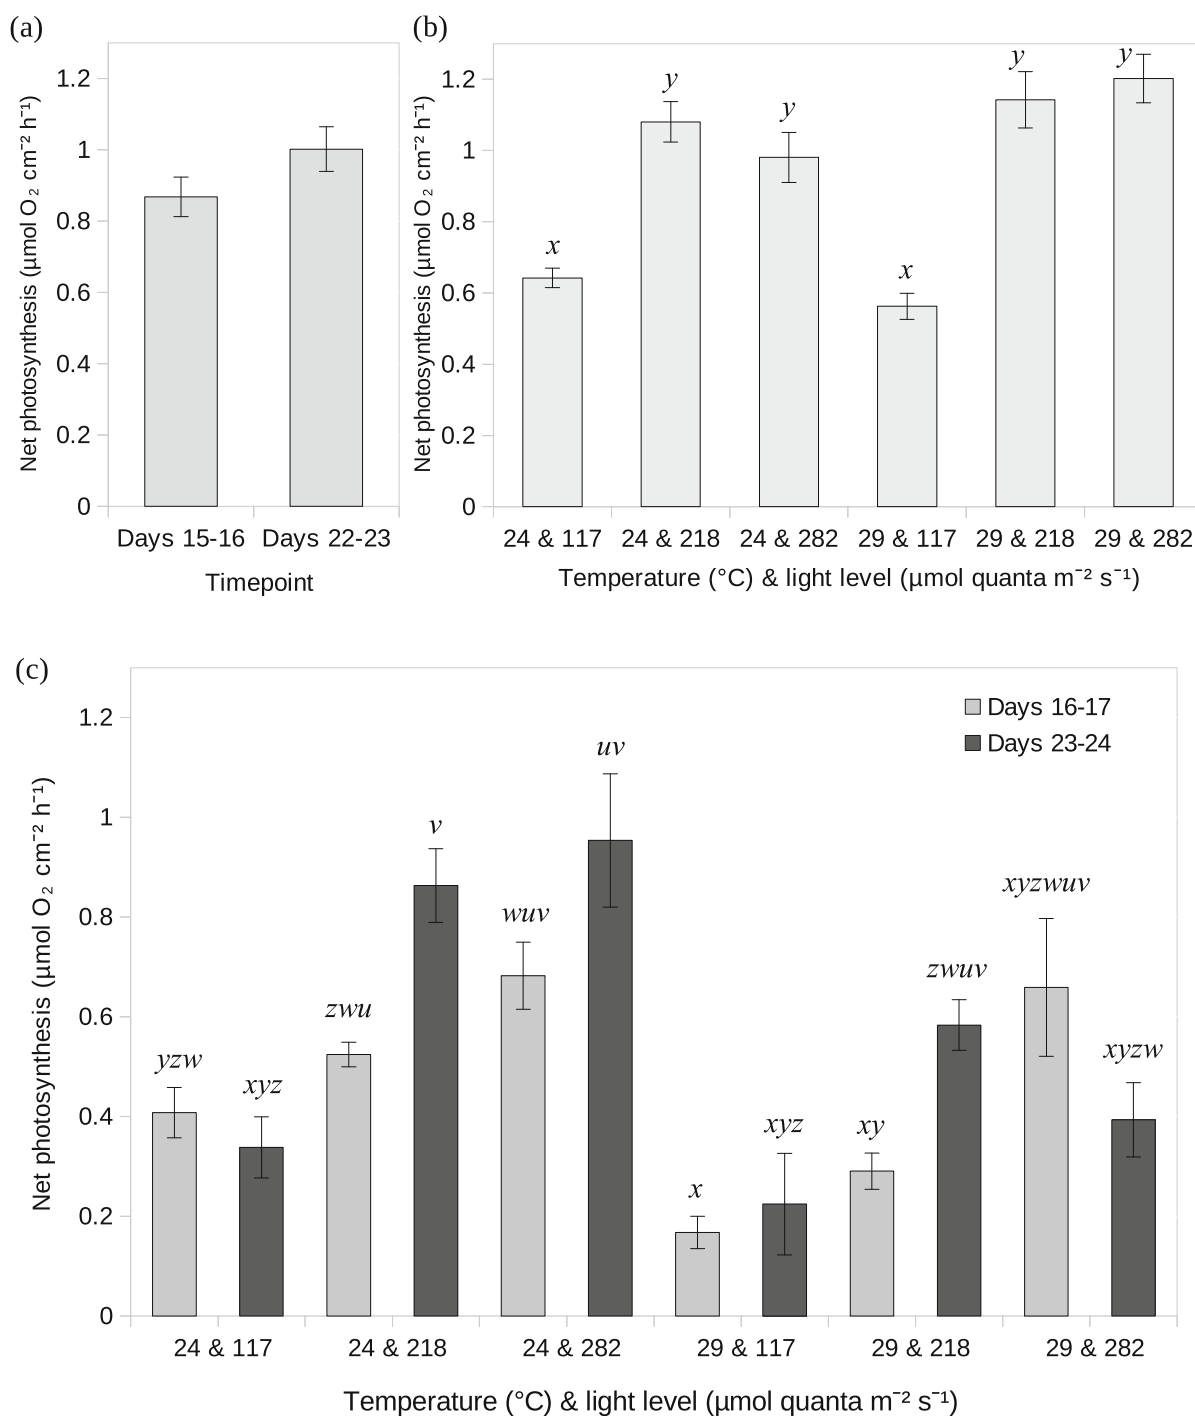 (a)
Net photosynthesis (µmol O₂ cm⁻² h⁻¹)
1.2
1
0.8
0.6
0.4
0.2
0
Days 15-16 Days 22-23
Timepoint
(b)
Net photosynthesis (µmol O₂ cm⁻² h⁻¹)
1.2
1
0.8
0.6
0.4
0.2
0
x
y
y
x
y
y
24 & 117 24 & 218 24 & 282 29 & 117 29 & 218 29 & 282
Temperature (°C) & light level (µmol quanta m⁻² s⁻¹)
(c)
Net photosynthesis (µmol O₂ cm⁻² h⁻¹)
1.2
1
0.8
0.6
0.4
0.2
0
Days 16-17
Days 23-24
yzw
xyz
zwu
v
wuv
uv
x
xyz
xy
zwuv
xyzwuv
xyzw
24 & 117 24 & 218 24 & 282 29 & 117 29 & 218 29 & 282
Temperature (°C) & light level (µmol quanta m⁻² s⁻¹)